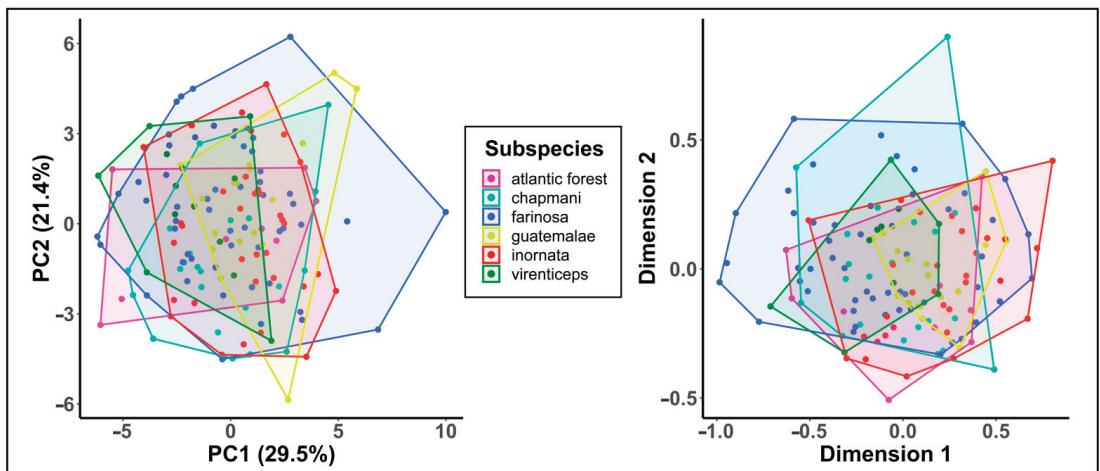 6
3
0
−3
−6
PC2 (21.4%)
−5
0
5
10
PC1 (29.5%)
Subspecies
atlantic forest
chapmani
farinosa
guatemalae
inornata
virenticeps
0.5
0.0
−0.5
Dimension 2
−1.0
−0.5
0.0
0.5
Dimension 1